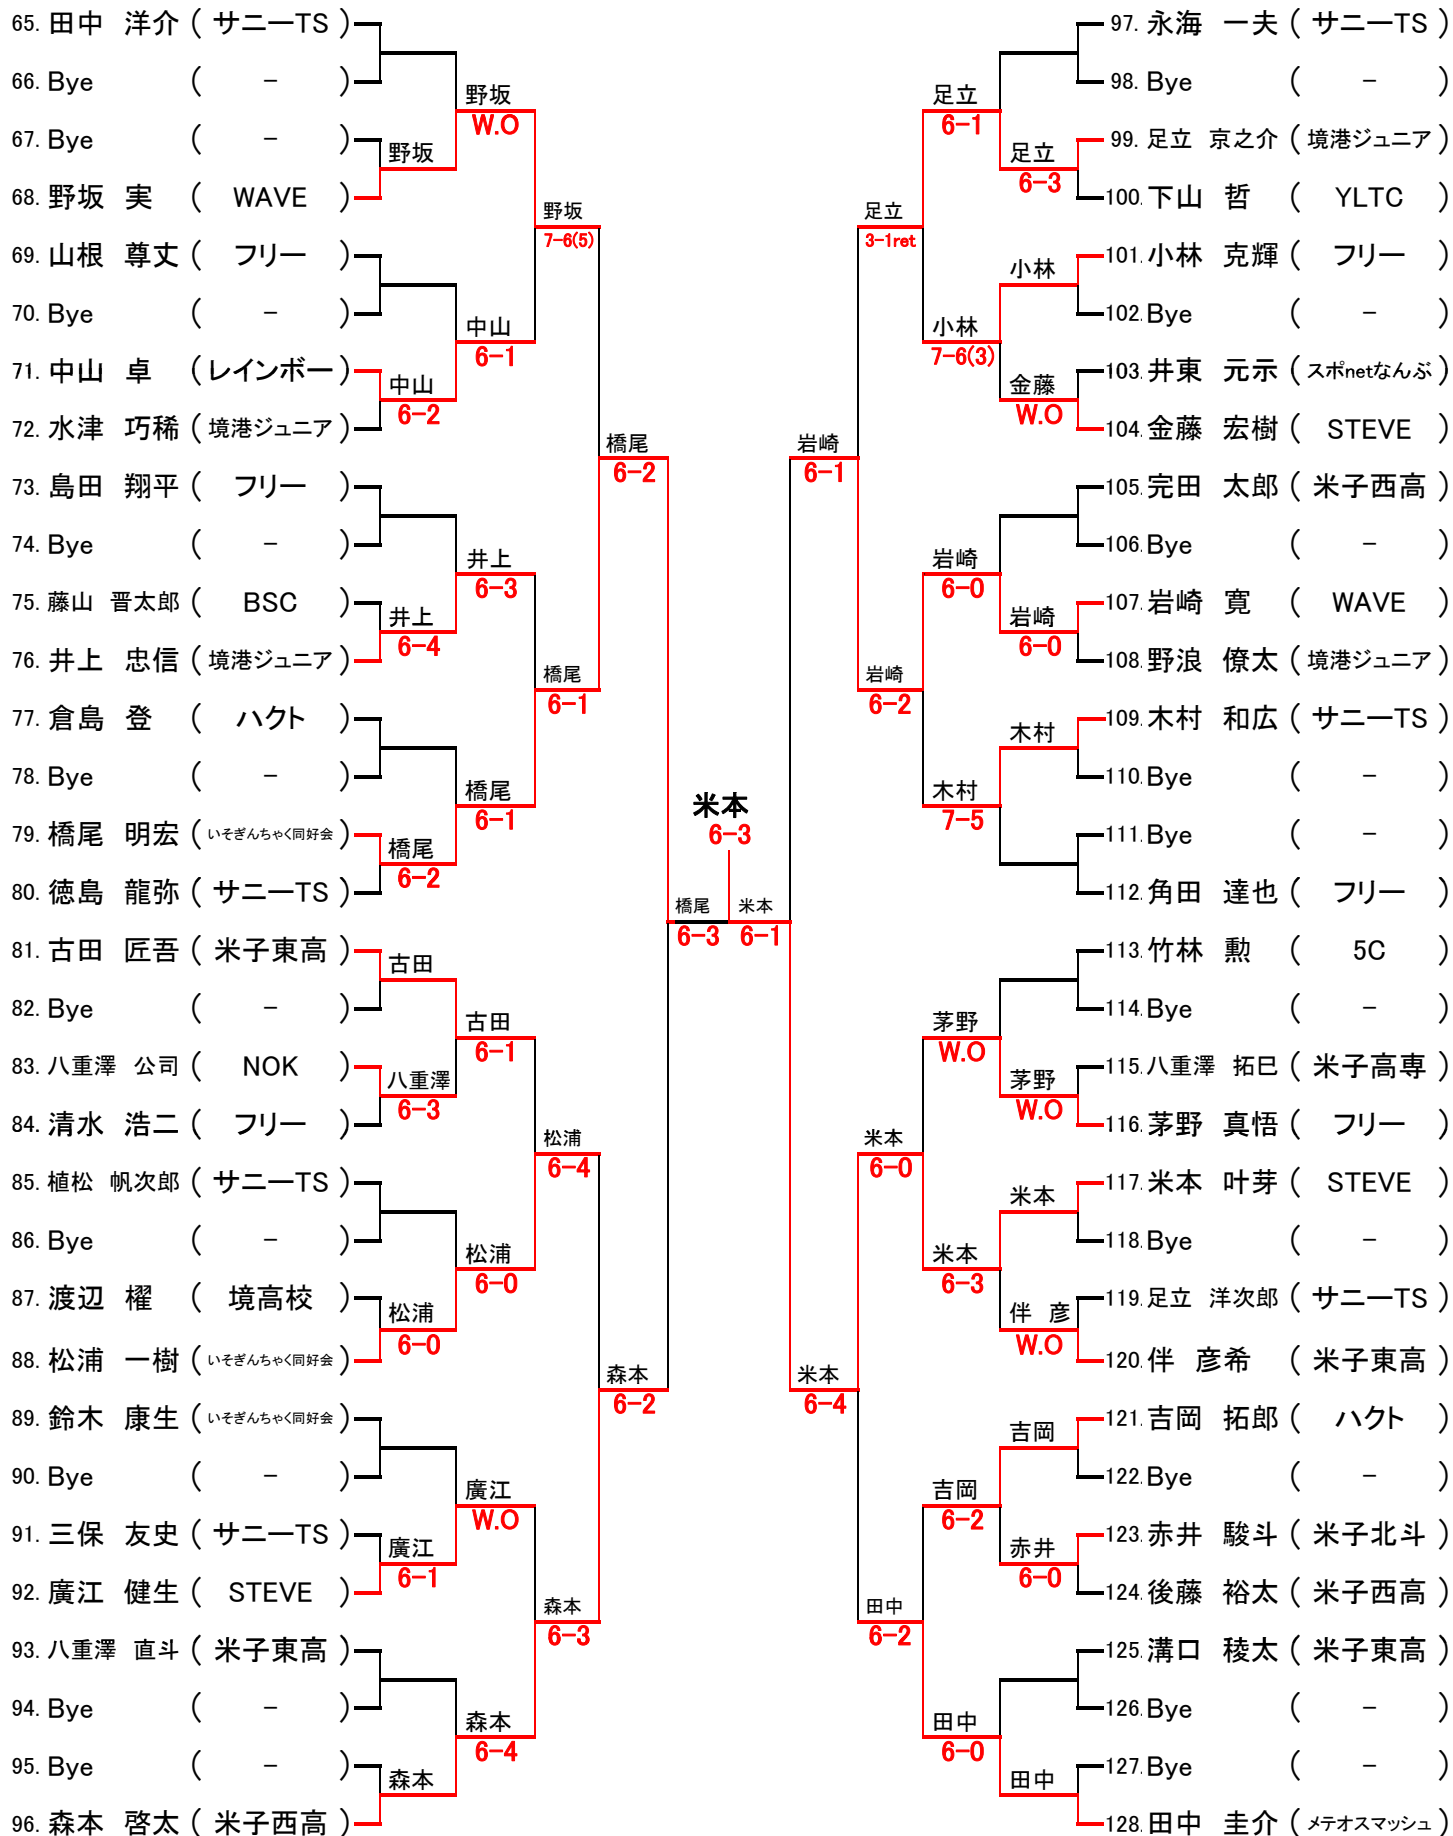 65. 田中 洋介 ( サニーTS )
66. Bye ( - )
67. Bye ( - )
68. 野坂 実 ( WAVE )
69. 山根 尊丈 ( フリー )
70. Bye ( - )
71. 中山 卓 ( レインボー )
72. 水津 巧稀 ( 境港ジュニア )
73. 島田 翔平 ( フリー )
74. Bye ( - )
75. 藤山 晋太郎 ( BSC )
76. 井上 忠信 ( 境港ジュニア )
77. 倉島 登 ( ハクト )
78. Bye ( - )
79. 橋尾 明宏 ( いそぎんちゃく同好会 )
80. 徳島 龍弥 ( サニーTS )
81. 古田 匠吾 ( 米子東高 )
82. Bye ( - )
83. 八重澤 公司 ( NOK )
84. 清水 浩二 ( フリー )
85. 植松 帆次郎 ( サニーTS )
86. Bye ( - )
87. 渡辺 櫂 ( 境高校 )
88. 松浦 一樹 ( いそぎんちゃく同好会 )
89. 鈴木 康生 ( いそぎんちゃく同好会 )
90. Bye ( - )
91. 三保 友史 ( サニーTS )
92. 廣江 健生 ( STEVE )
93. 八重澤 直斗 ( 米子東高 )
94. Bye ( - )
95. Bye ( - )
96. 森本 啓太 ( 米子西高 )
野坂
中山
6-2
井上
6-4
橋尾
6-2
古田
八重澤
6-3
松浦
6-0
廣江
6-1
森本
野坂
W.O
中山
6-1
井上
6-3
橋尾
6-1
古田
6-1
松浦
6-0
廣江
W.O
森本
6-4
野坂
7-6(5)
橋尾
6-1
松浦
6-4
森本
6-3
橋尾
6-2
森本
6-2
橋尾
6-3
米本
6-3
米本
6-1
岩崎
6-1
米本
6-4
足立
3-1ret
岩崎
6-2
米本
6-0
田中
6-2
足立
6-1
小林
7-6(3)
岩崎
6-0
木村
7-5
茅野
W.O
米本
6-3
吉岡
6-2
田中
6-0
足立
6-3
小林
金藤
W.O
岩崎
6-0
木村
茅野
W.O
米本
伴 彦
W.O
吉岡
赤井
6-0
田中
97. 永海 一夫 ( サニーTS )
98. Bye ( - )
99. 足立 京之介 ( 境港ジュニア )
100. 下山 哲 ( YLTC )
101. 小林 克輝 ( フリー )
102. Bye ( - )
103. 井東 元示 ( スポnetなんぶ )
104. 金藤 宏樹 ( STEVE )
105. 完田 太郎 ( 米子西高 )
106. Bye ( - )
107. 岩崎 寛 ( WAVE )
108. 野浪 僚太 ( 境港ジュニア )
109. 木村 和広 ( サニーTS )
110. Bye ( - )
111. Bye ( - )
112. 角田 達也 ( フリー )
113. 竹林 勲 ( 5C )
114. Bye ( - )
115. 八重澤 拓巳 ( 米子高専 )
116. 茅野 真悟 ( フリー )
117. 米本 叶芽 ( STEVE )
118. Bye ( - )
119. 足立 洋次郎 ( サニーTS )
120. 伴 彦希 ( 米子東高 )
121. 吉岡 拓郎 ( ハクト )
122. Bye ( - )
123. 赤井 駿斗 ( 米子北斗 )
124. 後藤 裕太 ( 米子西高 )
125. 溝口 稜太 ( 米子東高 )
126. Bye ( - )
127. Bye ( - )
128. 田中 圭介 ( メテオスマッシュ )